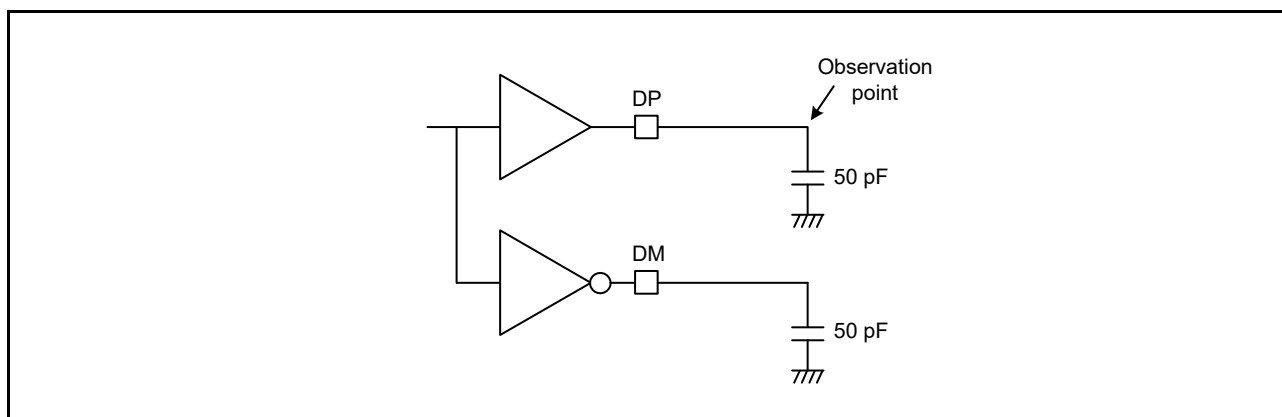 Observation
point
DP
50 pF
DM
50 pF